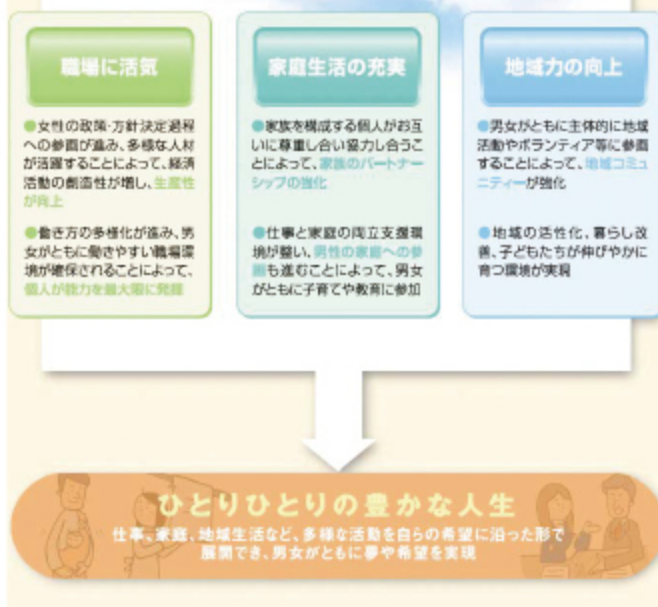 職場に活気
●女性の政策・方針決定過程
への参画が進み、多様な人材
が活躍することによって、経済
活動の創造性が増し、生産性
が向上
●働き方の多様化が進み、男
女がともに働きやすい職場環
境が確保されることによって、
個人が能力を最大限に発揮
家庭生活の充実
●家族を構成する個人がお互
いに尊重し合い協力し合うこ
とによって、家族のパートナー
シップの強化
●仕事と家庭の両立支援環
境が整い、男性の家庭への参
画も進むことによって、男女
がともに子育てや教育に参加
地域力の向上
●男女がともに主体的に地域
活動やボランティア等に参画
することによって、地域コミュ
ニティーが強化
●地域の活性化、暮らし改
善、子どもたちが伸びやかに
育つ環境が実現
ひとりひとりの豊かな人生
仕事、家庭、地域生活など、多様な活動を自らの希望に沿った形で
展開でき、男女がともに夢や希望を実現